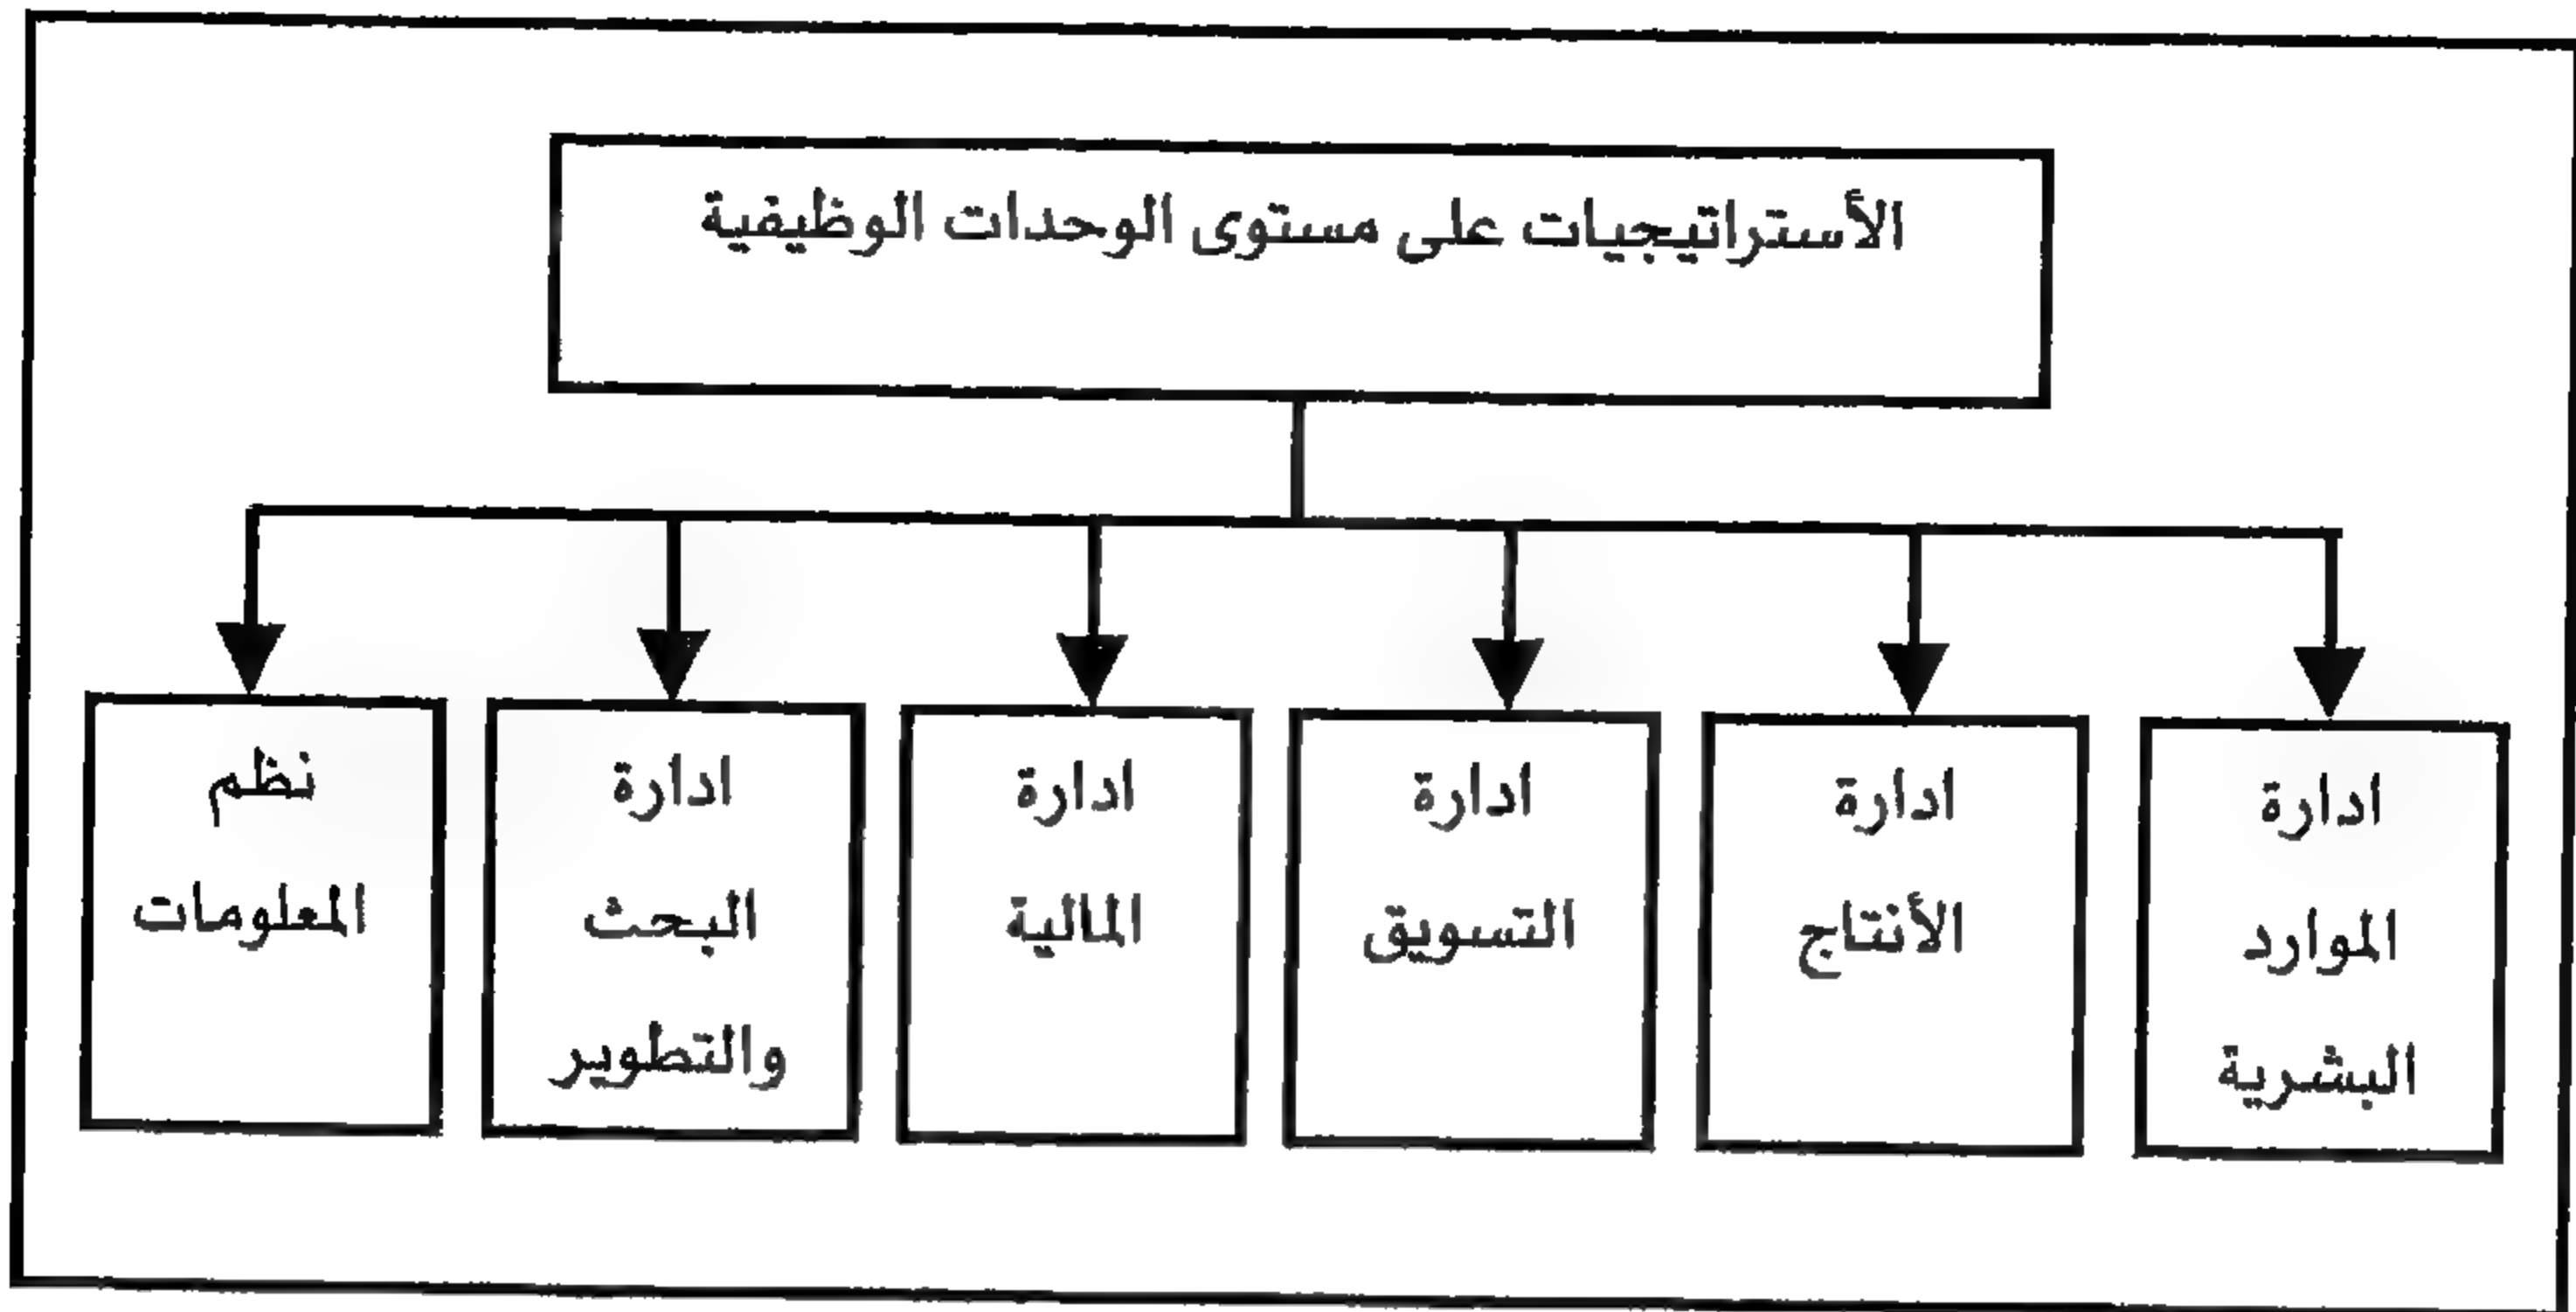 الأستراتيجيات على مستوى الوحدات الوظيفية
ادارة
الموارد
البشرية
ادارة
الأنتاج
ادارة
التسويق
ادارة
المالية
ادارة
البحث
والتطوير
نظم
المعلومات